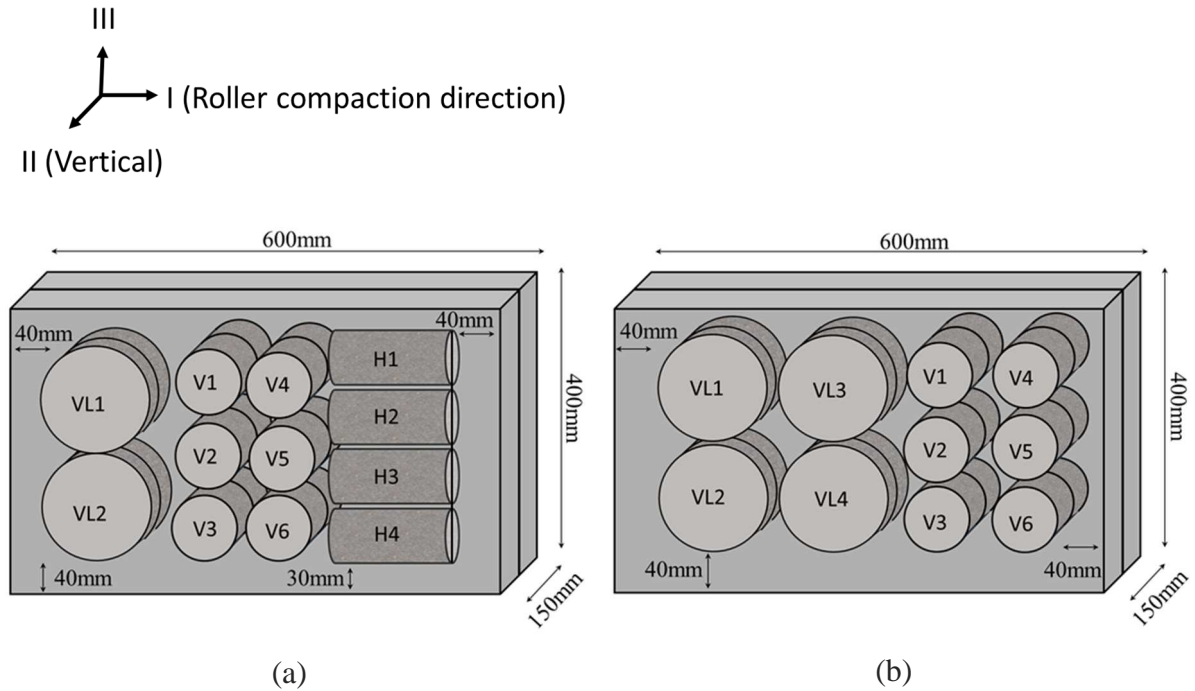 III
I (Roller compaction direction)
II (Vertical)
600mm
40mm
40mm
VL1
VL2
V1
V4
V2
V5
V3
V6
H1
H2
H3
H4
400mm
40mm
30mm
150mm
(a)
600mm
40mm
VL1
VL3
VL2
VL4
V1
V4
V2
V5
V3
V6
400mm
40mm
40mm
150mm
(b)